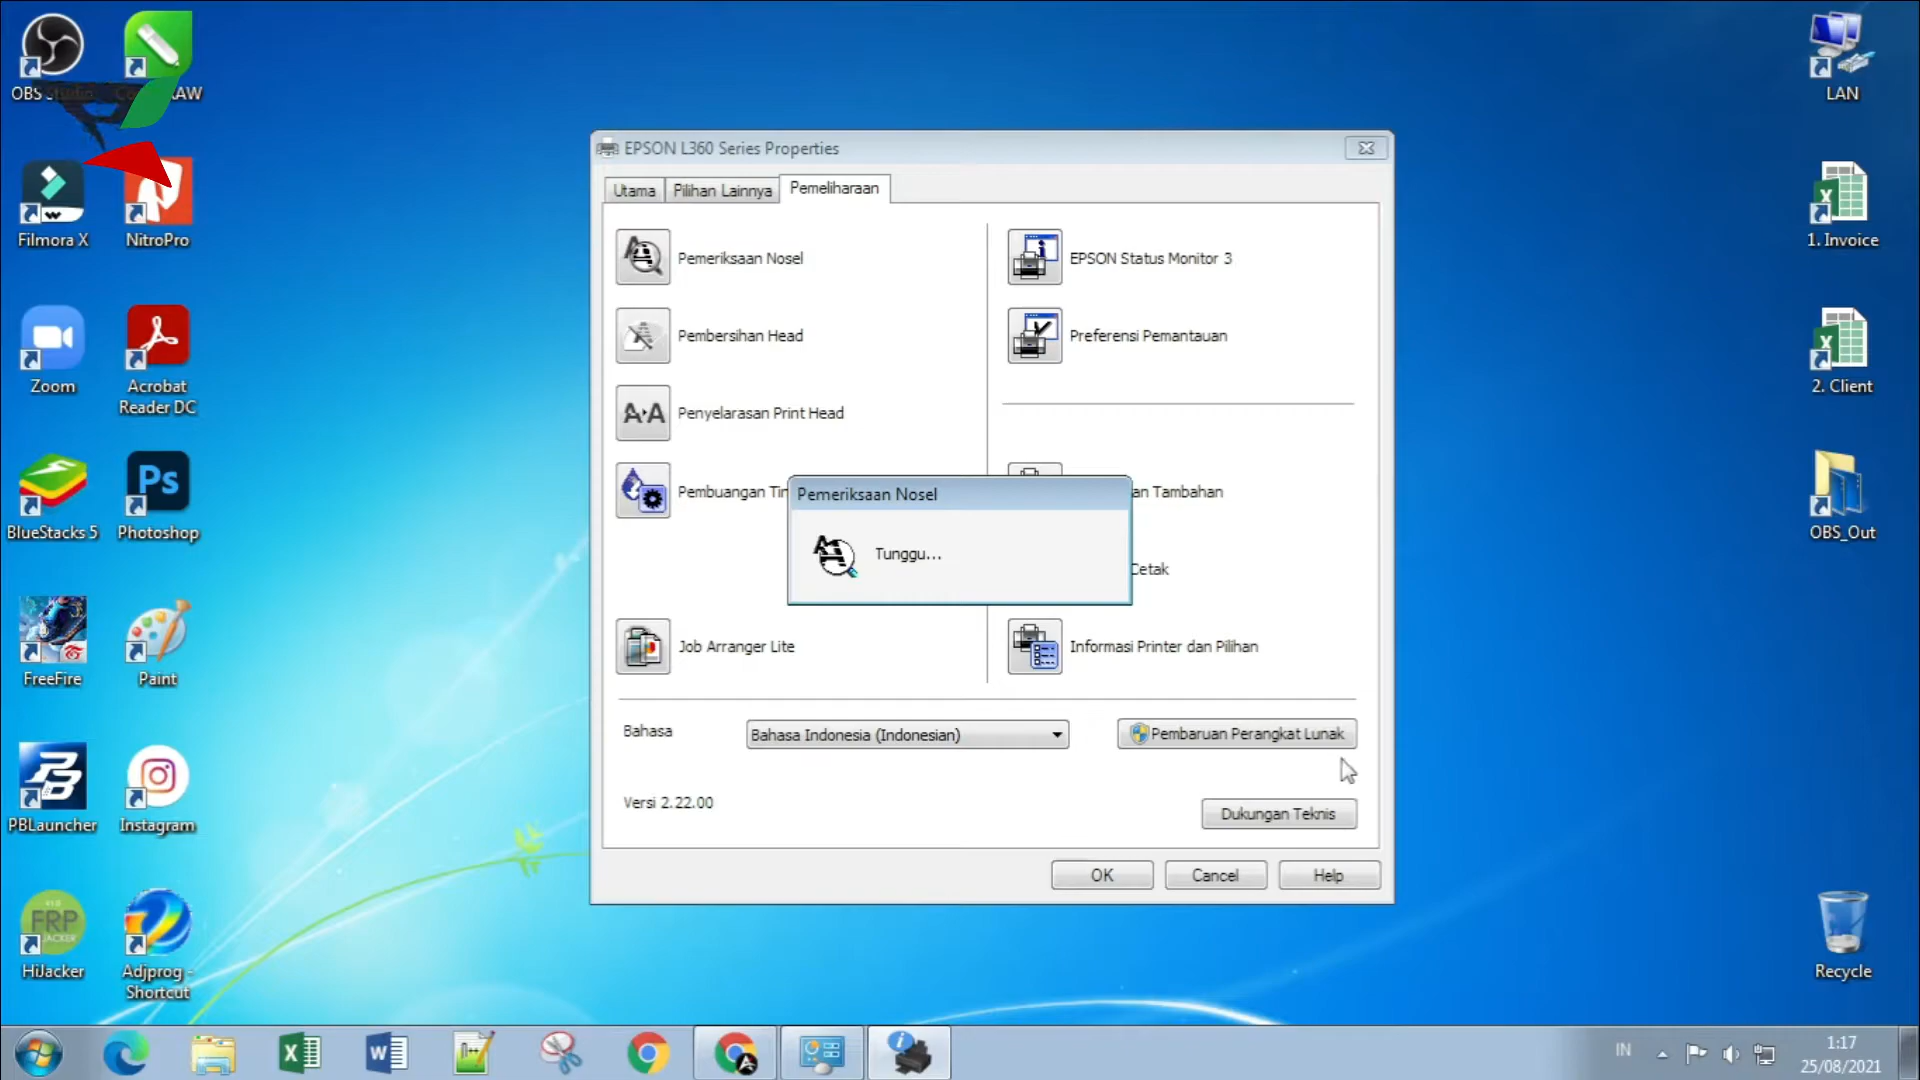 OBS Studio
AW
Filmora X
NitroPro
Zoom
Acrobat
Reader DC
BlueStacks 5
Photoshop
FreeFire
Paint
PBLauncher
Instagram
HiJacker
Adjprog -
Shortcut
LAN
1. Invoice
2. Client
OBS_Out
Recycle
EPSON L360 Series Properties
Utama
Pilihan Lainnya
Pemeliharaan
Pemeriksaan Nosel
Pembersihan Head
Penyelarasan Print Head
Pembuangan Tin
Job Arranger Lite
EPSON Status Monitor 3
Preferensi Pemantauan
an Tambahan
Cetak
Informasi Printer dan Pilihan
Pemeriksaan Nosel
Tunggu...
Bahasa
Bahasa Indonesia (Indonesian)
Pembaruan Perangkat Lunak
Versi 2.22.00
Dukungan Teknis
OK
Cancel
Help
FRP
JACKER
Ps
IN
1:17
25/08/2021